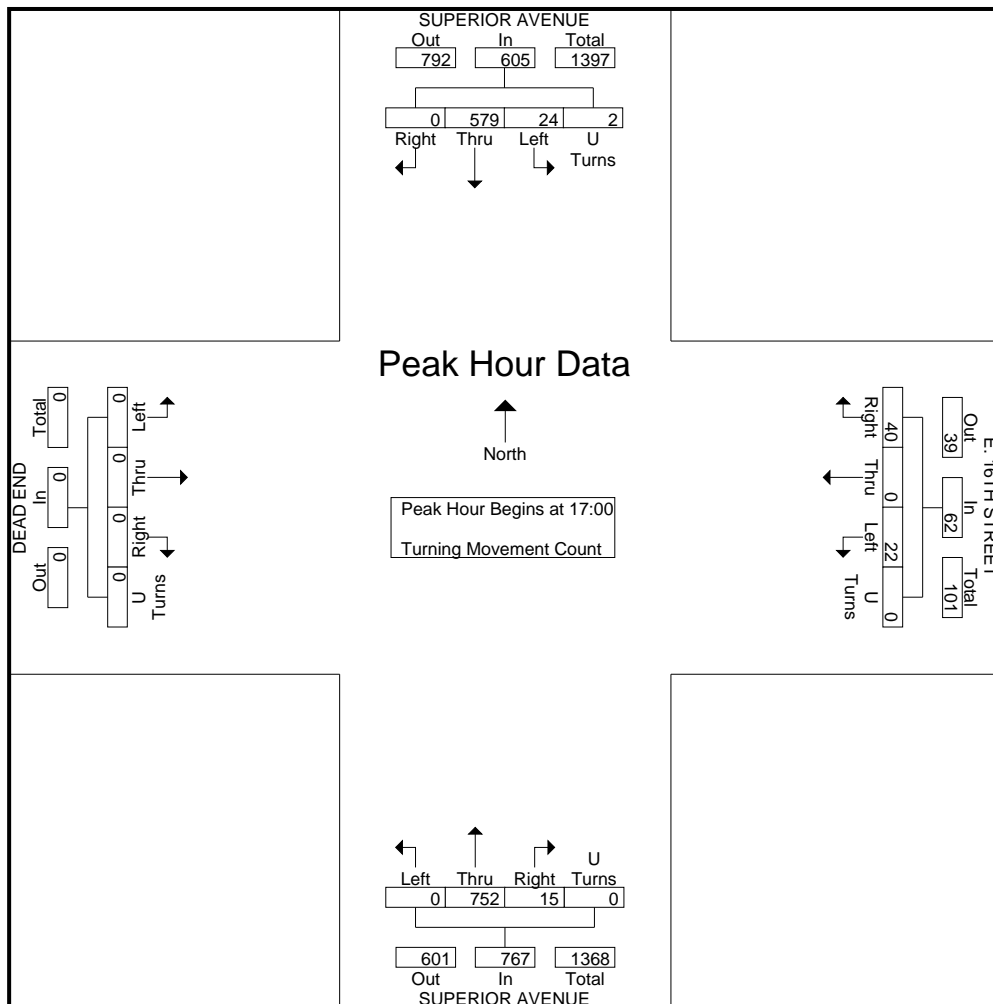 SUPERIOR AVENUE
Out In Total
792 605 1397
0 579 24 2
Right Thru Left U
Turns
Peak Hour Data
North
Peak Hour Begins at 17:00
Turning Movement Count
DEAD END
Total In Out
0 0 0
0 0 0 0
Left Thru Right U
Turns
E. 16TH STREET
Out In Total
39 62 101
40 0 22 0
Right Thru Left U
Turns
U
Left Thru Right Turns
0 752 15 0
601 767 1368
Out In Total
SUPERIOR AVENUE